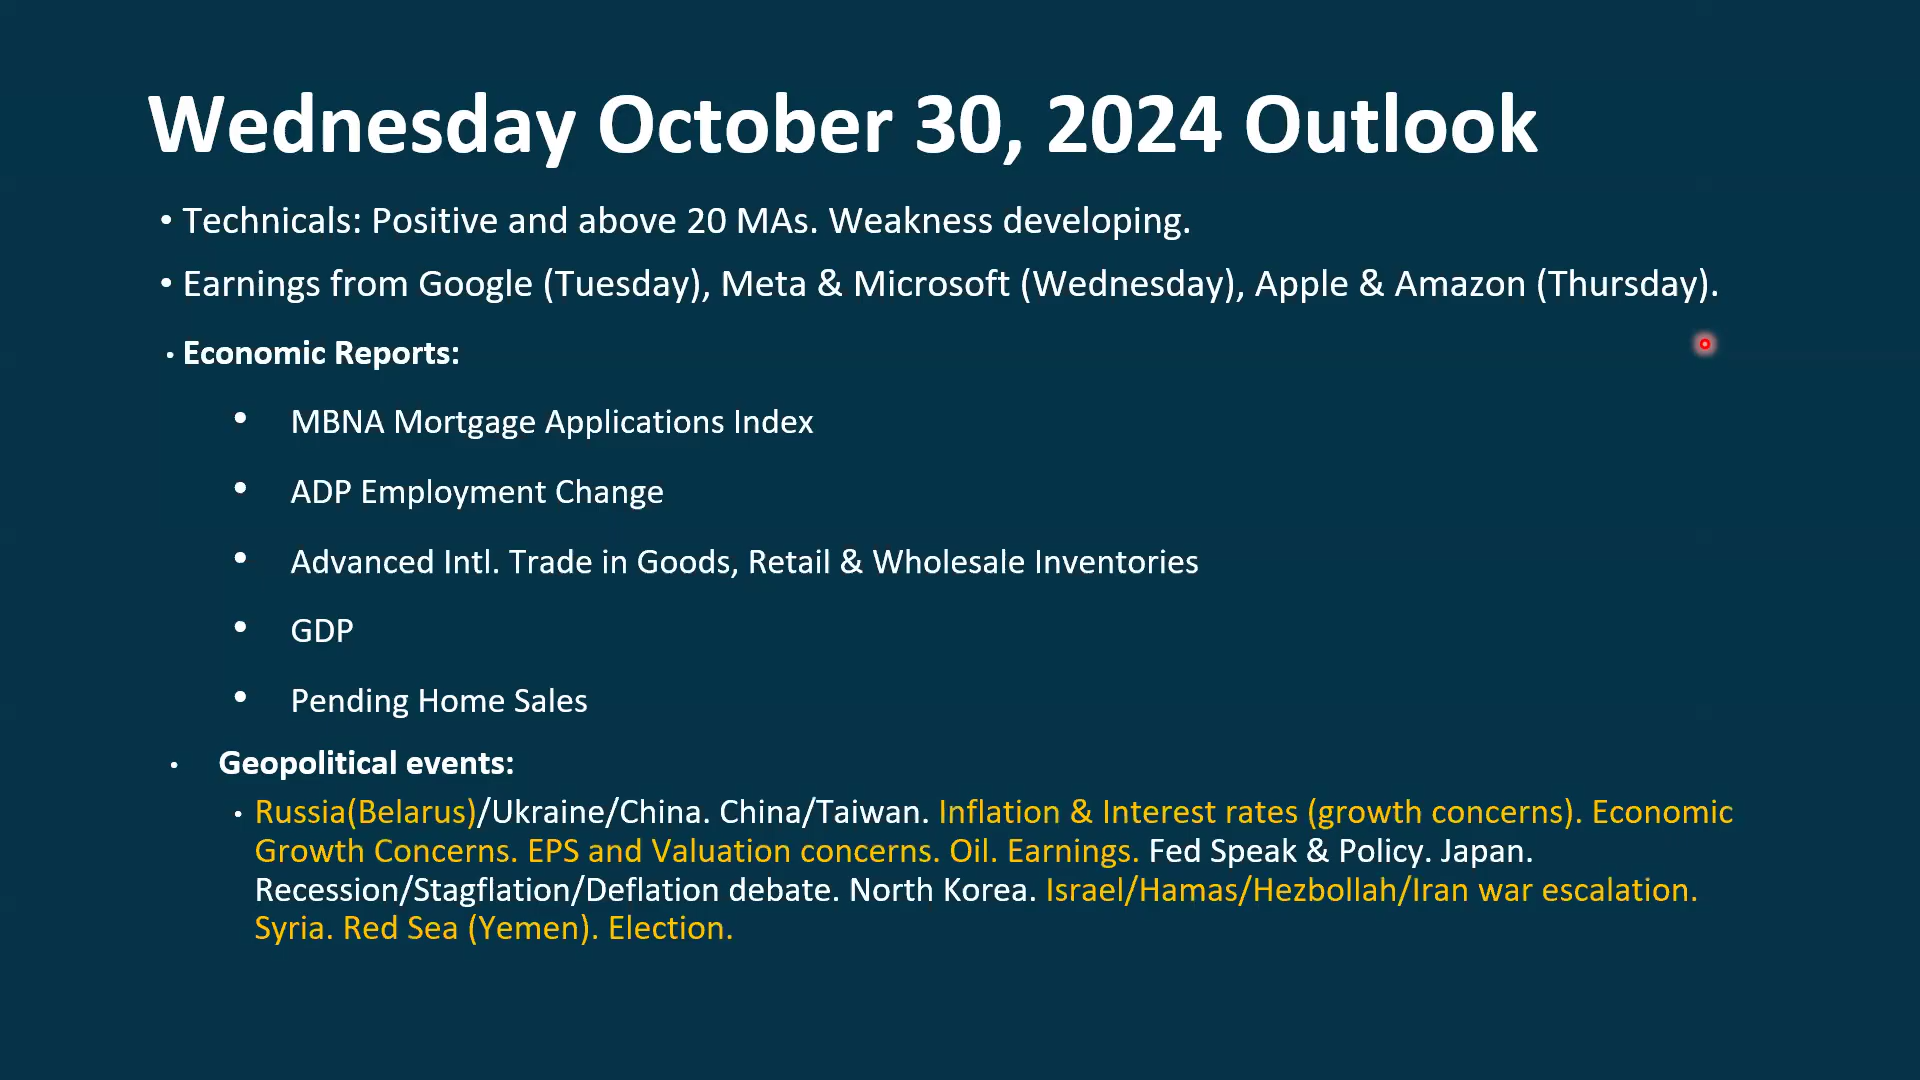 Wednesday October 30, 2024 Outlook
• Technicals: Positive and above 20 MAs. Weakness developing.
• Earnings from Google (Tuesday), Meta & Microsoft (Wednesday), Apple & Amazon (Thursday).
• Economic Reports:
• MBNA Mortgage Applications Index
• ADP Employment Change
• Advanced Intl. Trade in Goods, Retail & Wholesale Inventories
• GDP
• Pending Home Sales
• Geopolitical events:
• Russia(Belarus)/Ukraine/China. China/Taiwan. Inflation & Interest rates (growth concerns). Economic
Growth Concerns. EPS and Valuation concerns. Oil. Earnings. Fed Speak & Policy. Japan.
Recession/Stagflation/Deflation debate. North Korea. Israel/Hamas/Hezbollah/Iran war escalation.
Syria. Red Sea (Yemen). Election.